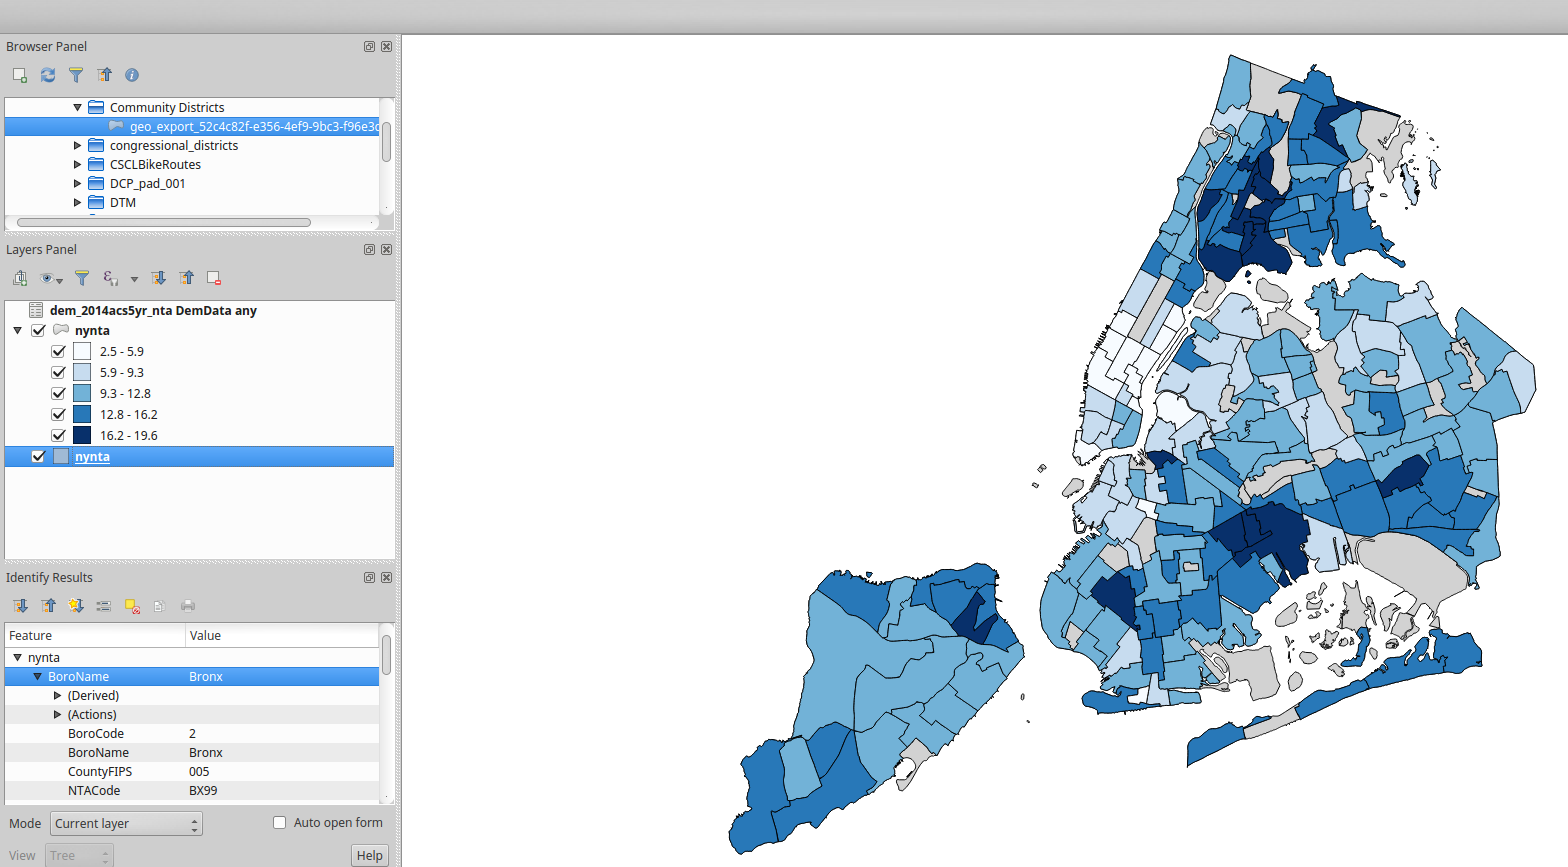 Browser Panel
Community Districts
geo_export_52c4c82f-e356-4ef9-9bc3-f96e3c
congressional_districts
CSCLBikeRoutes
DCP_pad_001
DTM
Layers Panel
dem_2014acs5yr_nta DemData any
nynta
2.5 - 5.9
5.9 - 9.3
9.3 - 12.8
12.8 - 16.2
16.2 - 19.6
nynta
Identify Results
Feature Value
nynta
BoroName Bronx
(Derived)
(Actions)
BoroCode 2
BoroName Bronx
CountyFIPS 005
NTACode BX99
Mode Current layer Auto open form
View Tree Help